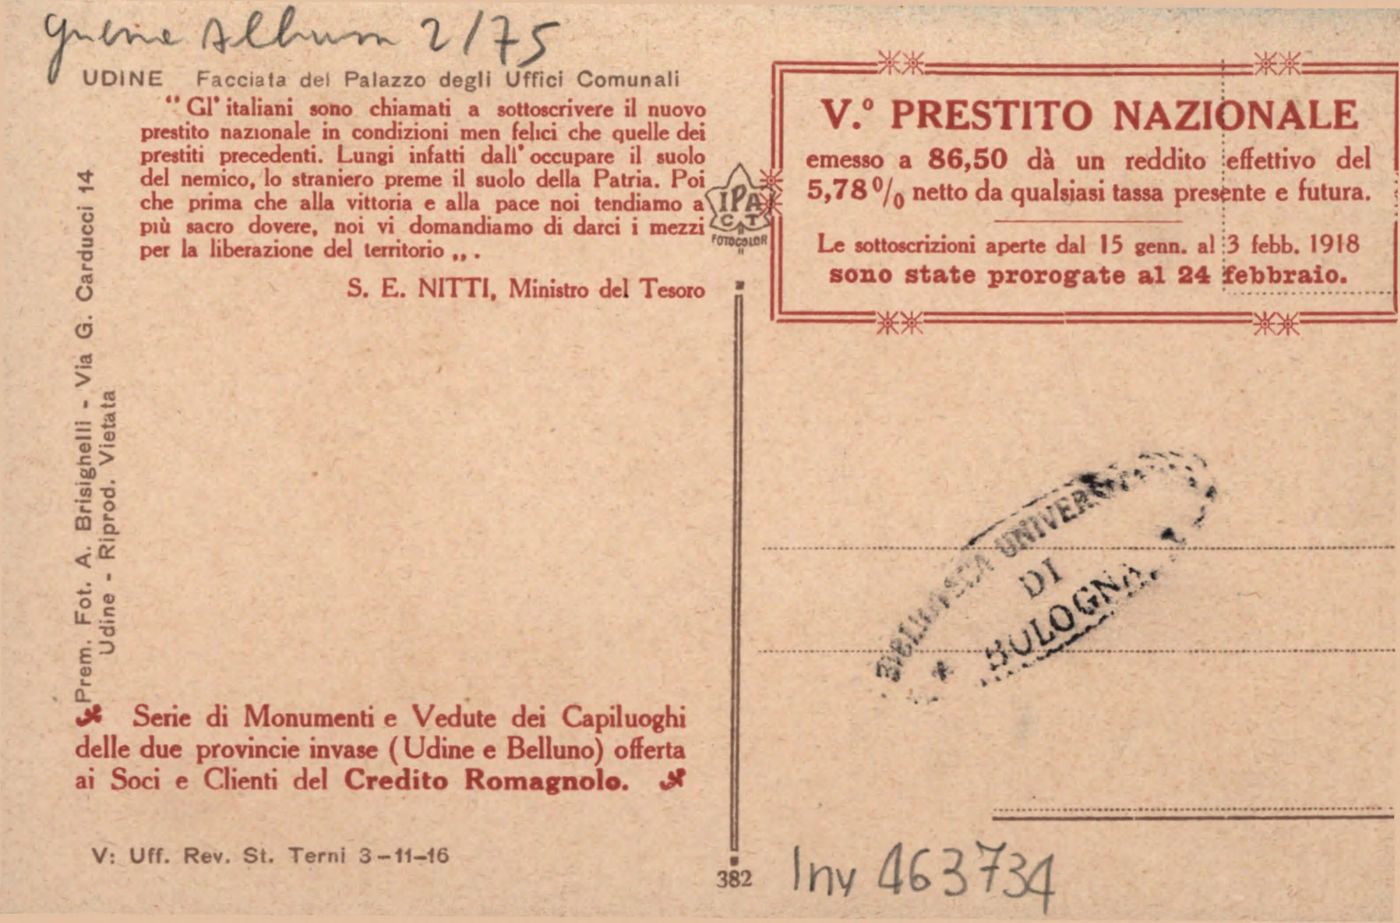 Guerre Album 2/75
UDINE Facciata del Palazzo degli Uffici Comunali
“ Gl' italiani sono chiamati a sottoscrivere il nuovo
prestito nazionale in condizioni men felici che quelle dei
prestiti precedenti. Lungi infatti dall' occupare il suolo
del nemico, lo straniero preme il suolo della Patria. Poi
che prima che alla vittoria e alla pace noi tendiamo a
più sacro dovere, noi vi domandiamo di darci i mezzi
per la liberazione del territorio „ .
S. E. NITTI, Ministro del Tesoro
Prem. Fot. A. Brisighelli - Via G. Carducci 14
Udine - Riprod. Vietata
Serie di Monumenti e Vedute dei Capiluoghi
delle due provincie invase (Udine e Belluno) offerta
ai Soci e Clienti del Credito Romagnolo.
V: Uff. Rev. St. Terni 3-11-16
IPA
CT
FOTOCOLOR
382
V.º PRESTITO NAZIONALE
emesso a 86,50 dà un reddito effettivo del
5,78 % netto da qualsiasi tassa presente e futura.
Le sottoscrizioni aperte dal 15 genn. al 3 febb. 1918
sono state prorogate al 24 febbraio.
DI
BOLOGNA
Inv 463734